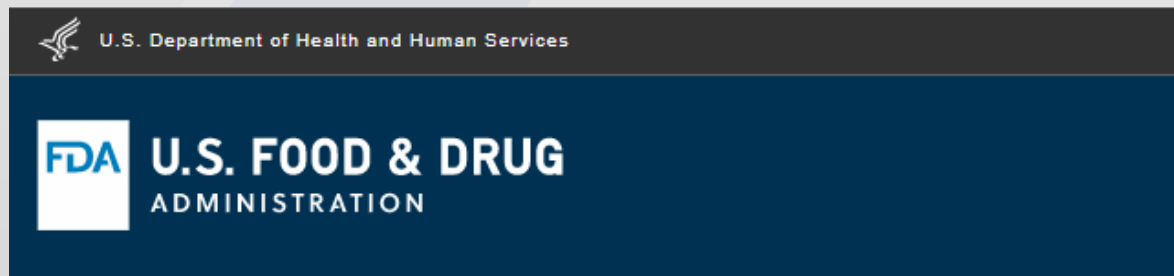 U.S. Department of Health and Human Services
FDA U.S. FOOD & DRUG
ADMINISTRATION